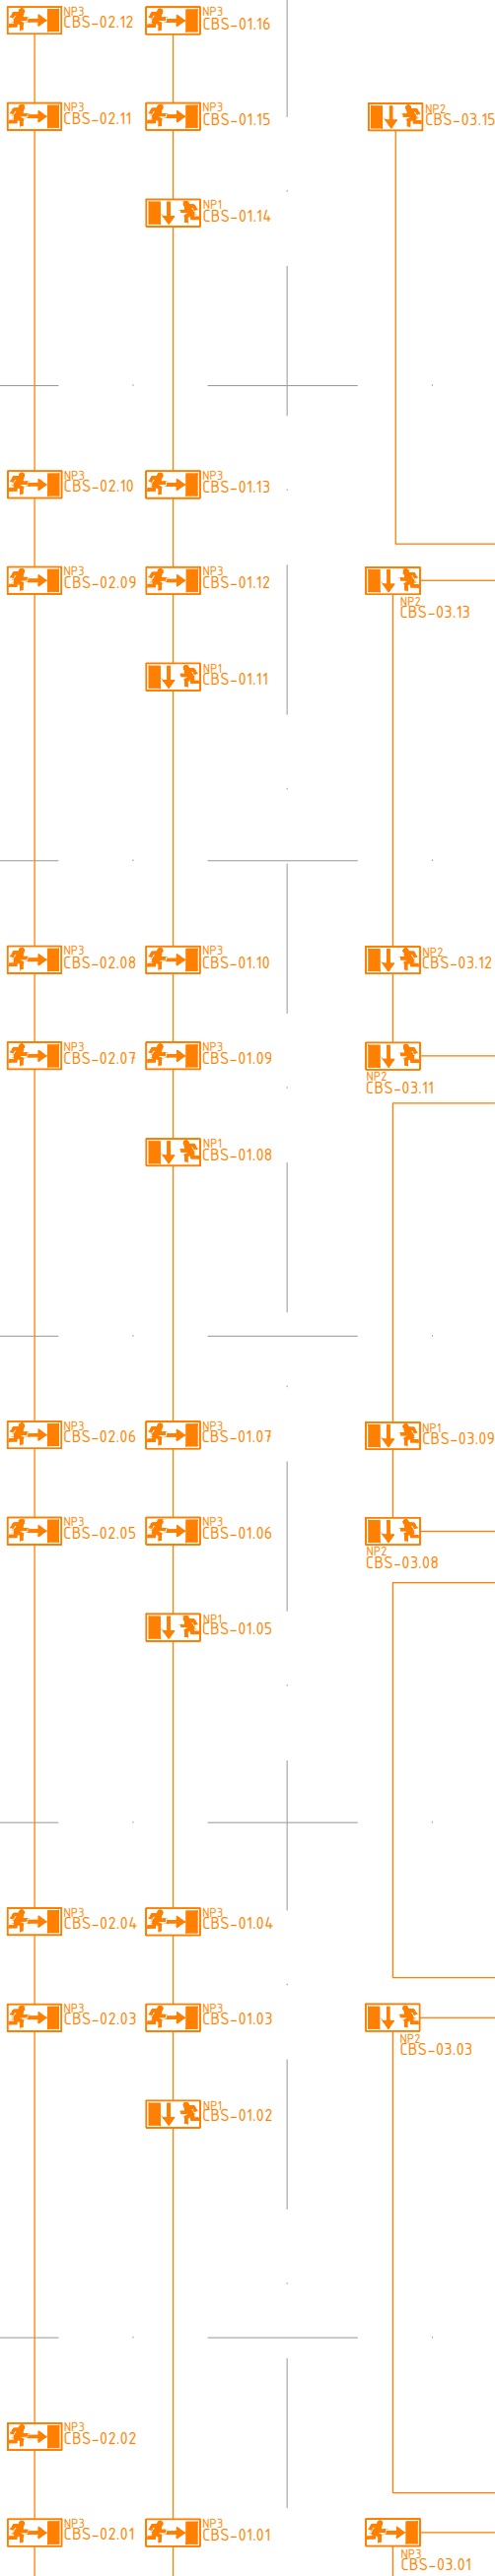 NP3
CBS-02.12
NP3
CBS-01.16
NP3
CBS-02.11
NP3
CBS-01.15
NP2
CBS-03.15
NP1
CBS-01.14
NP3
CBS-02.10
NP3
CBS-01.13
NP3
CBS-02.09
NP3
CBS-01.12
NP2
CBS-03.13
NP1
CBS-01.11
NP3
CBS-02.08
NP3
CBS-01.10
NP2
CBS-03.12
NP3
CBS-02.07
NP3
CBS-01.09
NP2
CBS-03.11
NP1
CBS-01.08
NP3
CBS-02.06
NP3
CBS-01.07
NP1
CBS-03.09
NP3
CBS-02.05
NP3
CBS-01.06
NP2
CBS-03.08
NP1
CBS-01.05
NP3
CBS-02.04
NP3
CBS-01.04
NP3
CBS-02.03
NP3
CBS-01.03
NP2
CBS-03.03
NP1
CBS-01.02
NP3
CBS-02.02
NP3
CBS-02.01
NP3
CBS-01.01
NP3
CBS-03.01